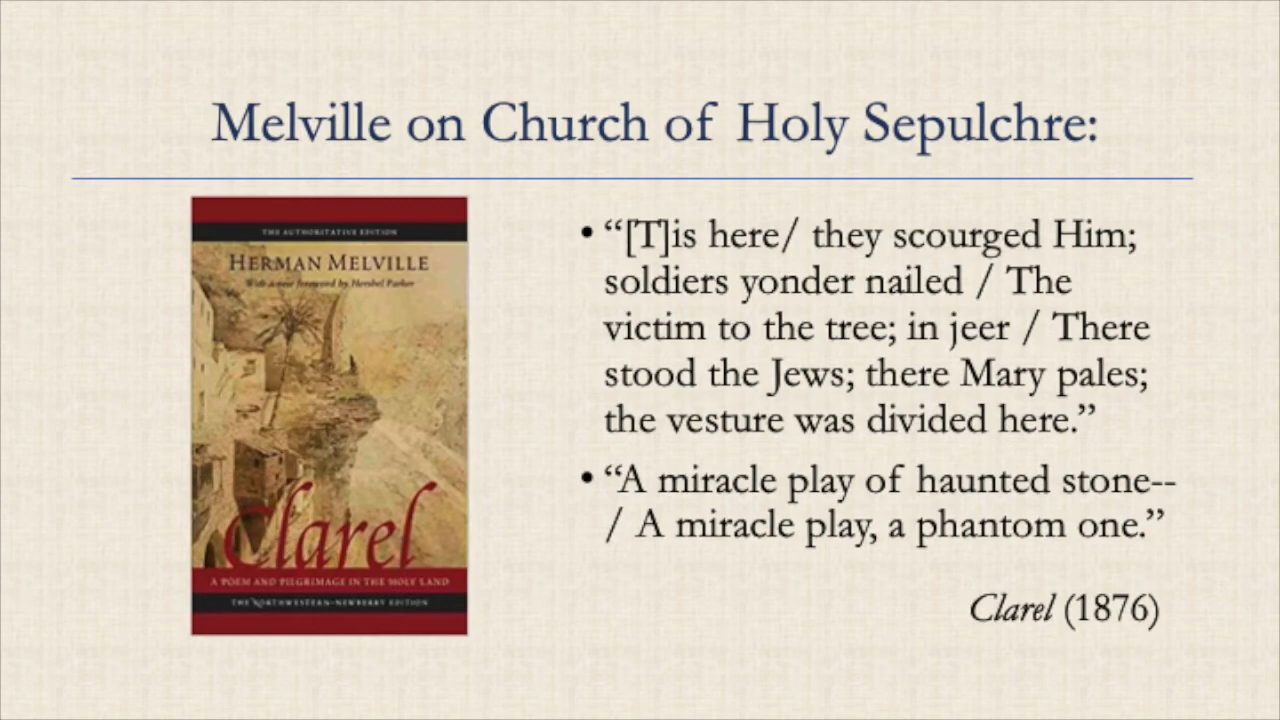 Melville on Church of Holy Sepulchre:
THE AUTHORITATIVE EDITION
HERMAN MELVILLE
With a new foreword by Hershel Parker
Clarel
A POEM AND PILGRIMAGE IN THE HOLY LAND
THE NORTHWESTERN-NEWBERRY EDITION
• “[T]is here/ they scourged Him;
soldiers yonder nailed / The
victim to the tree; in jeer / There
stood the Jews; there Mary pales;
the vesture was divided here.”
• “A miracle play of haunted stone--
/ A miracle play, a phantom one.”
Clarel (1876)